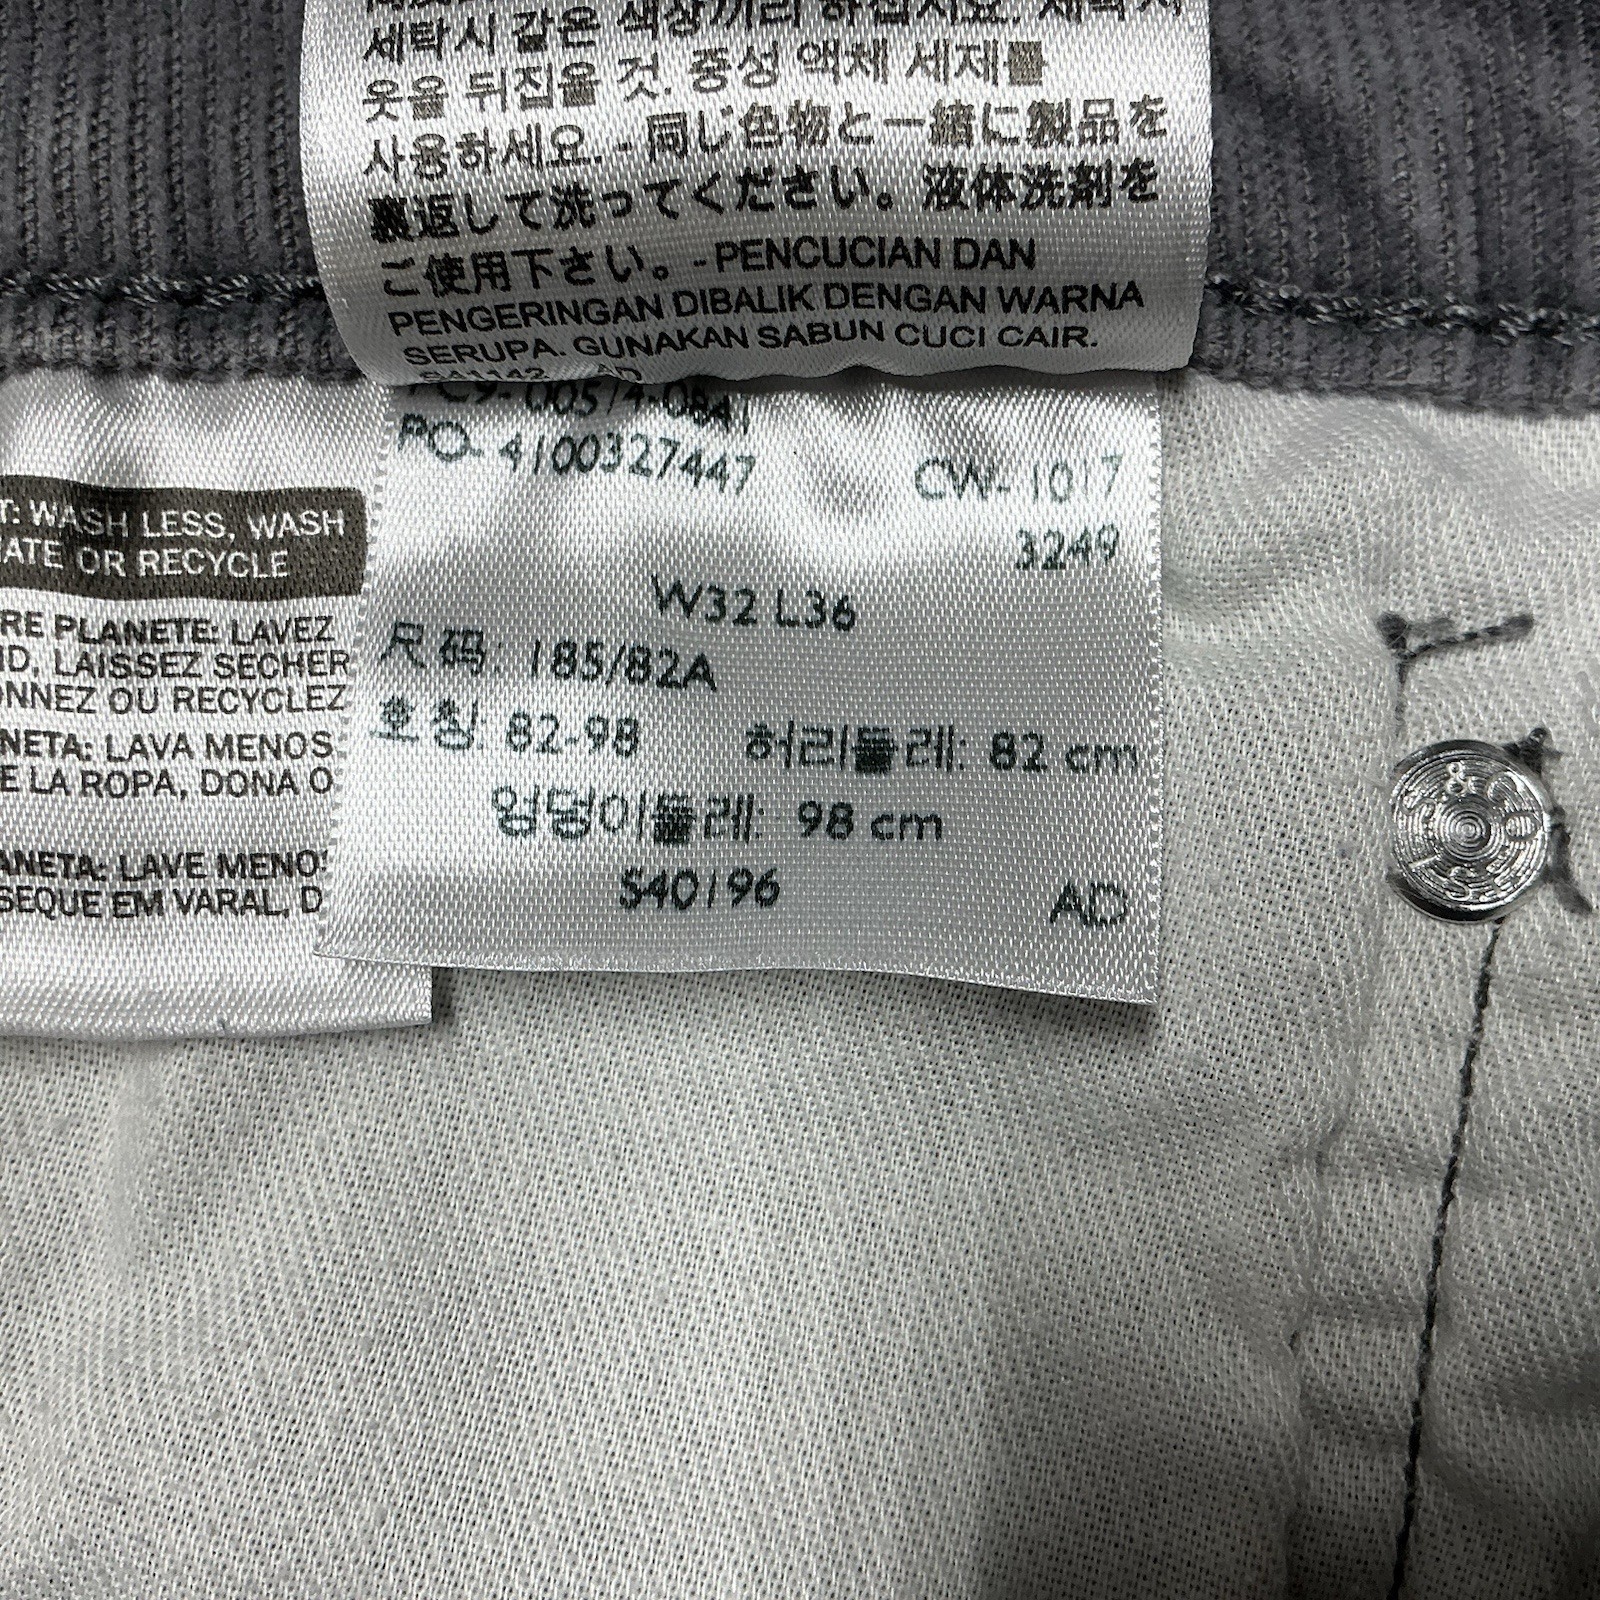 세탁시 같은 색상끼리 하십시요. 세탁시
옷을 뒤집을 것. 중성 액체 세제를
사용하세요. - 同じ色物と一緒に製品を
裏返して洗ってください。液体洗剤を
ご使用下さい。- PENCUCIAN DAN
PENGERINGAN DIBALIK DENGAN WARNA
SERUPA. GUNAKAN SABUN CUCI CAIR.
S41142 AD
PO- 4100327447 CW- 1017
3249
W32 L36
尺码: 185/82A
호칭: 82-98 허리둘레: 82 cm
엉덩이둘레: 98 cm
S40196 AD
T: WASH LESS, WASH
ATE OR RECYCLE
RE PLANETE: LAVEZ
ID, LAISSEZ SECHER
ONNEZ OU RECYCLEZ
NETA: LAVA MENOS
E LA ROPA, DONA O
ANETA: LAVE MENOS
SEQUE EM VARAL, D